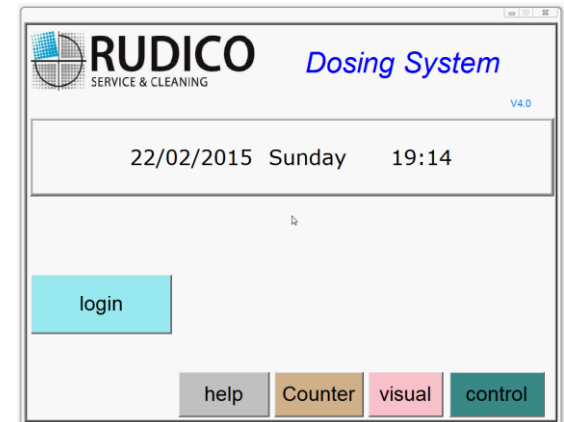 RUDICO
SERVICE & CLEANING
Dosing System
V4.0
22/02/2015 Sunday 19:14
login
help Counter visual control